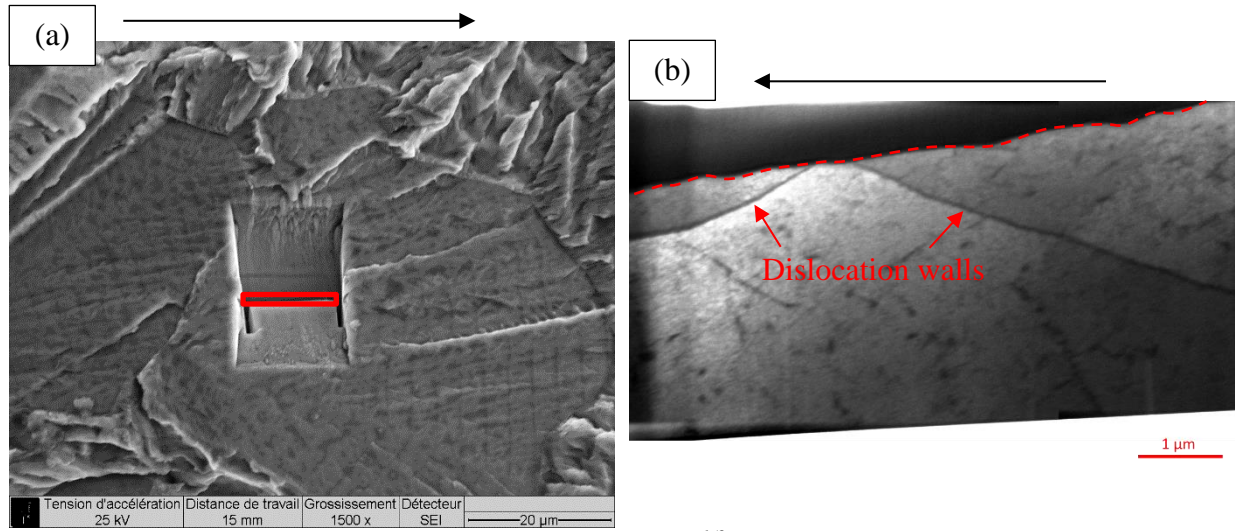 (a)
(b)
Dislocation walls
1 μm
Tension d'accélération Distance de travail Grossissement Détecteur
25 kV 15 mm 1500 x SEI 20 μm